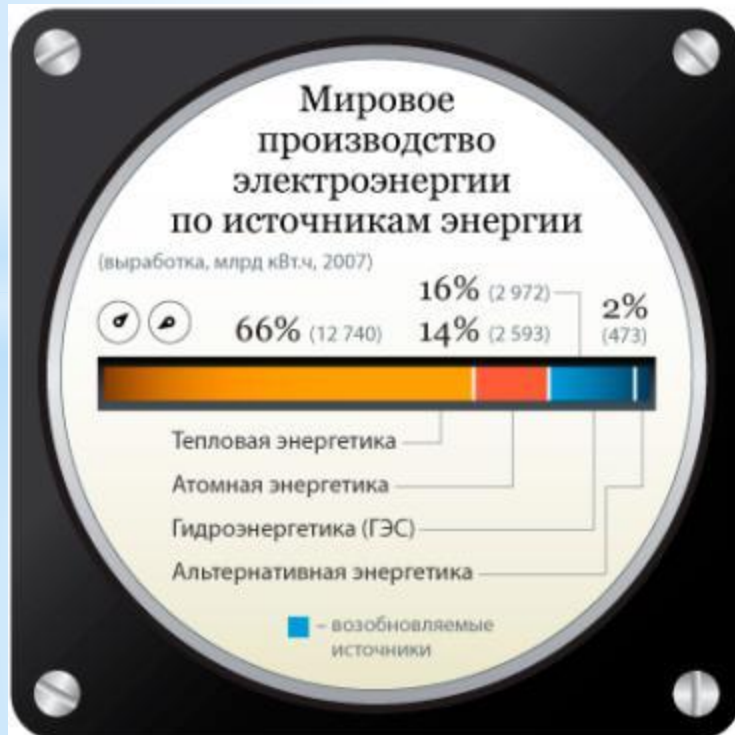 Мировое
производство
электроэнергии
по источникам энергии
(выработка, млрд кВт.ч, 2007)
16% (2 972)
2%
66% (12 740) 14% (2 593) (473)
Тепловая энергетика
Атомная энергетика
Гидроэнергетика (ГЭС)
Альтернативная энергетика
– возобновляемые
источники